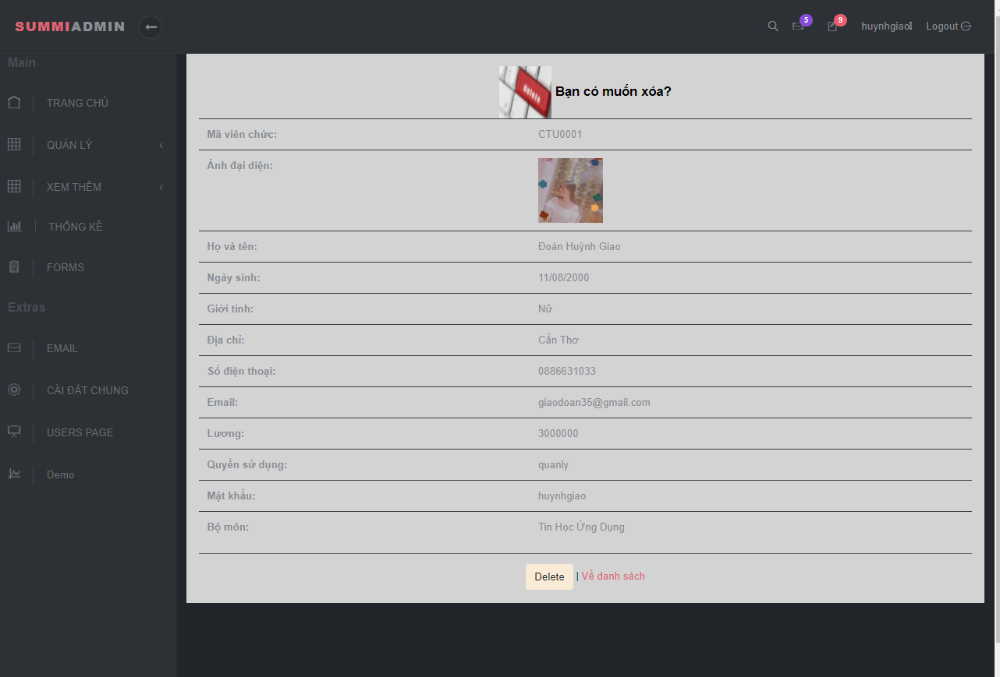 SUMMIADMIN
5
9
huynhgiao
Logout
Main
TRANG CHỦ
QUẢN LÝ
XEM THÊM
THỐNG KÊ
FORMS
Extras
EMAIL
CÀI ĐẶT CHUNG
USERS PAGE
Demo
delete
Bạn có muốn xóa?
Mã viên chức: CTU0001
Ảnh đại diện:
Họ và tên: Đoàn Huỳnh Giao
Ngày sinh: 11/08/2000
Giới tính: Nữ
Địa chỉ: Cần Thơ
Số điện thoại: 0886631033
Email: giaodoan35@gmail.com
Lương: 3000000
Quyền sử dụng: quanly
Mật khẩu: huynhgiao
Bộ môn: Tin Học Ứng Dụng
Delete | Về danh sách